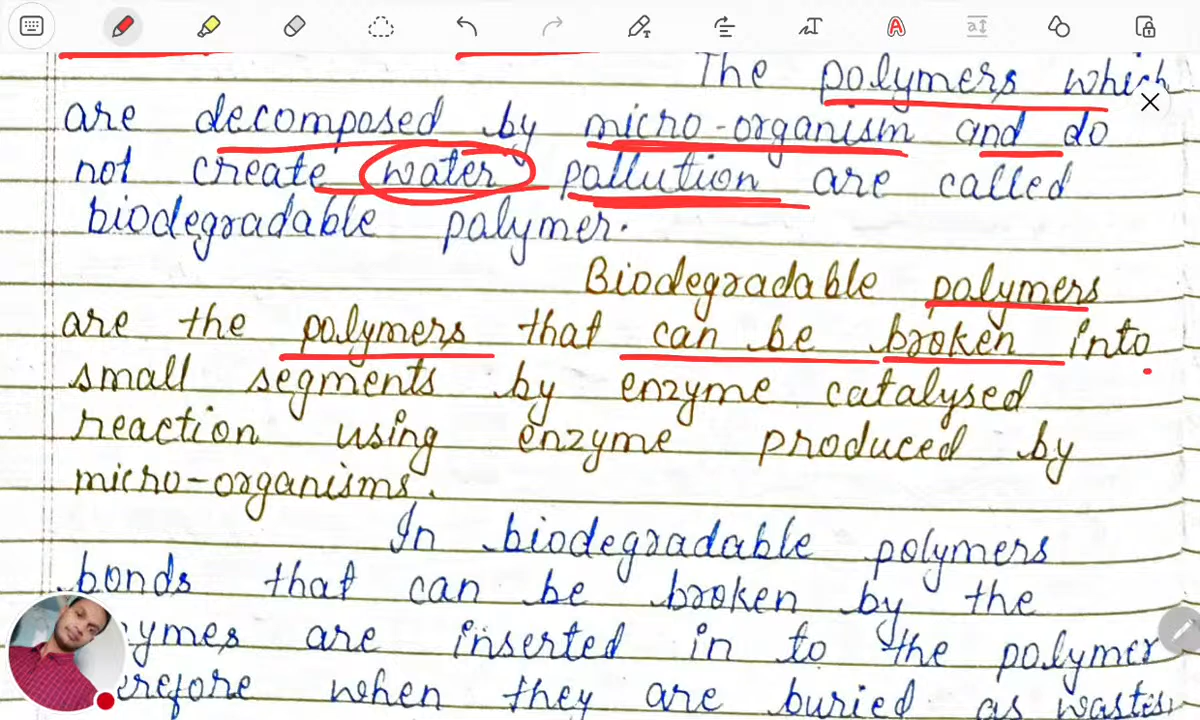 The polymers which
are decomposed by micro-organism and do
not create water pallution are called
biodegradable palymer.
Biodegradable polymers
are the polymers that can be broken into
small segments by enzyme catalysed
reaction using enzyme produced by
micro-organisms.
In biodegradable polymers
bonds that can be broken by the
are inserted in to the polymer
when they are buried as wastes,